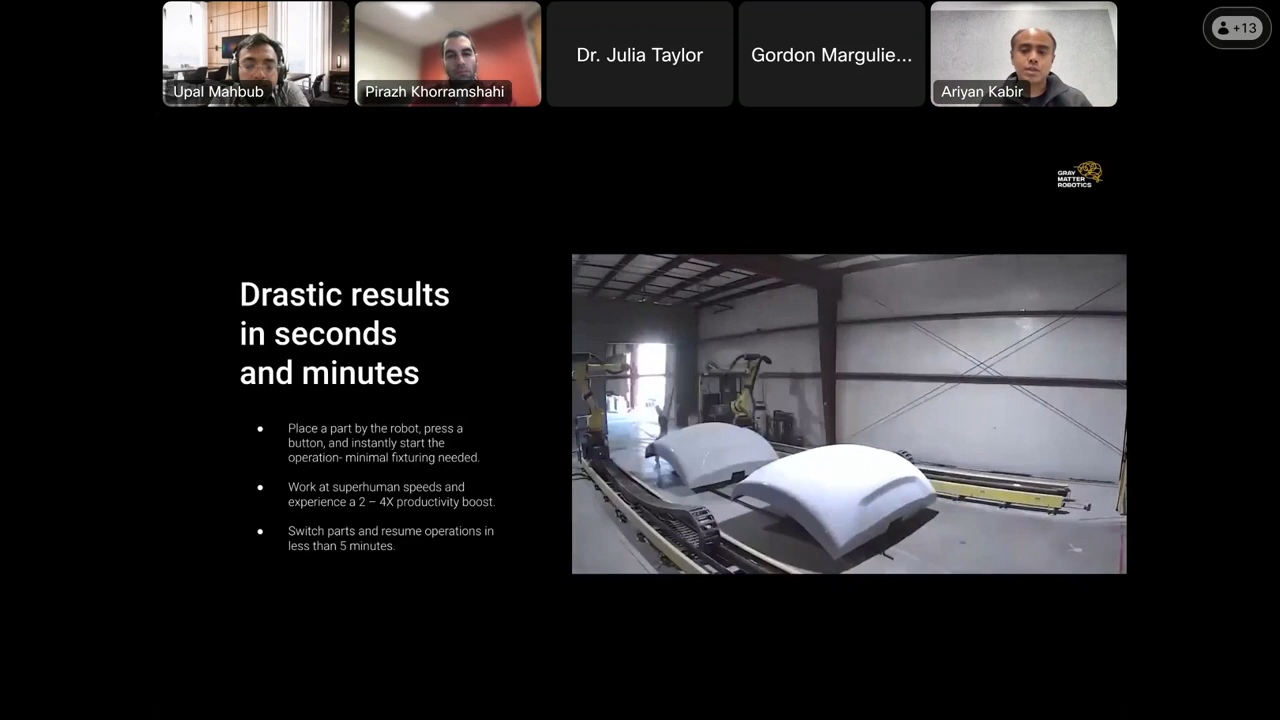 Upal Mahbub
Pirazh Khorramshahi
Dr. Julia Taylor
Gordon Margulie...
Ariyan Kabir
+13
GRAY
MATTER
ROBOTICS
Drastic results
in seconds
and minutes
● Place a part by the robot, press a
button, and instantly start the
operation- minimal fixturing needed.
● Work at superhuman speeds and
experience a 2 – 4X productivity boost.
● Switch parts and resume operations in
less than 5 minutes.